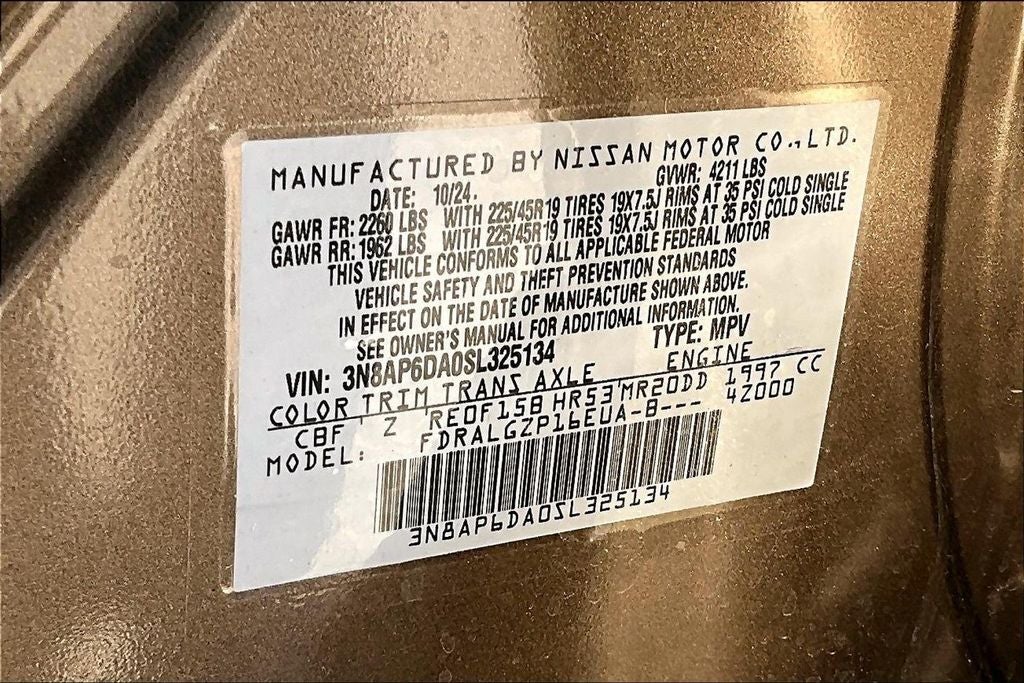 MANUFACTURED BY NISSAN MOTOR CO., LTD.
DATE: 10/24. GVWR: 4211 LBS
GAWR FR: 2260 LBS WITH 225/45R19 TIRES 19X7.5J RIMS AT 35 PSI COLD SINGLE
GAWR RR: 1962 LBS WITH 225/45R19 TIRES 19X7.5J RIMS AT 35 PSI COLD SINGLE
THIS VEHICLE CONFORMS TO ALL APPLICABLE FEDERAL MOTOR
VEHICLE SAFETY AND THEFT PREVENTION STANDARDS
IN EFFECT ON THE DATE OF MANUFACTURE SHOWN ABOVE.
SEE OWNER'S MANUAL FOR ADDITIONAL INFORMATION.
VIN: 3N8AP6DA0SL325134 TYPE: MPV
COLOR TRIM TRANS AXLE ENGINE
CBF Z RE0F15B HR53 MR20DD 1997 CC
MODEL: FDRALGZP16EUA-B--- 4Z000
3N8AP6DA0SL325134